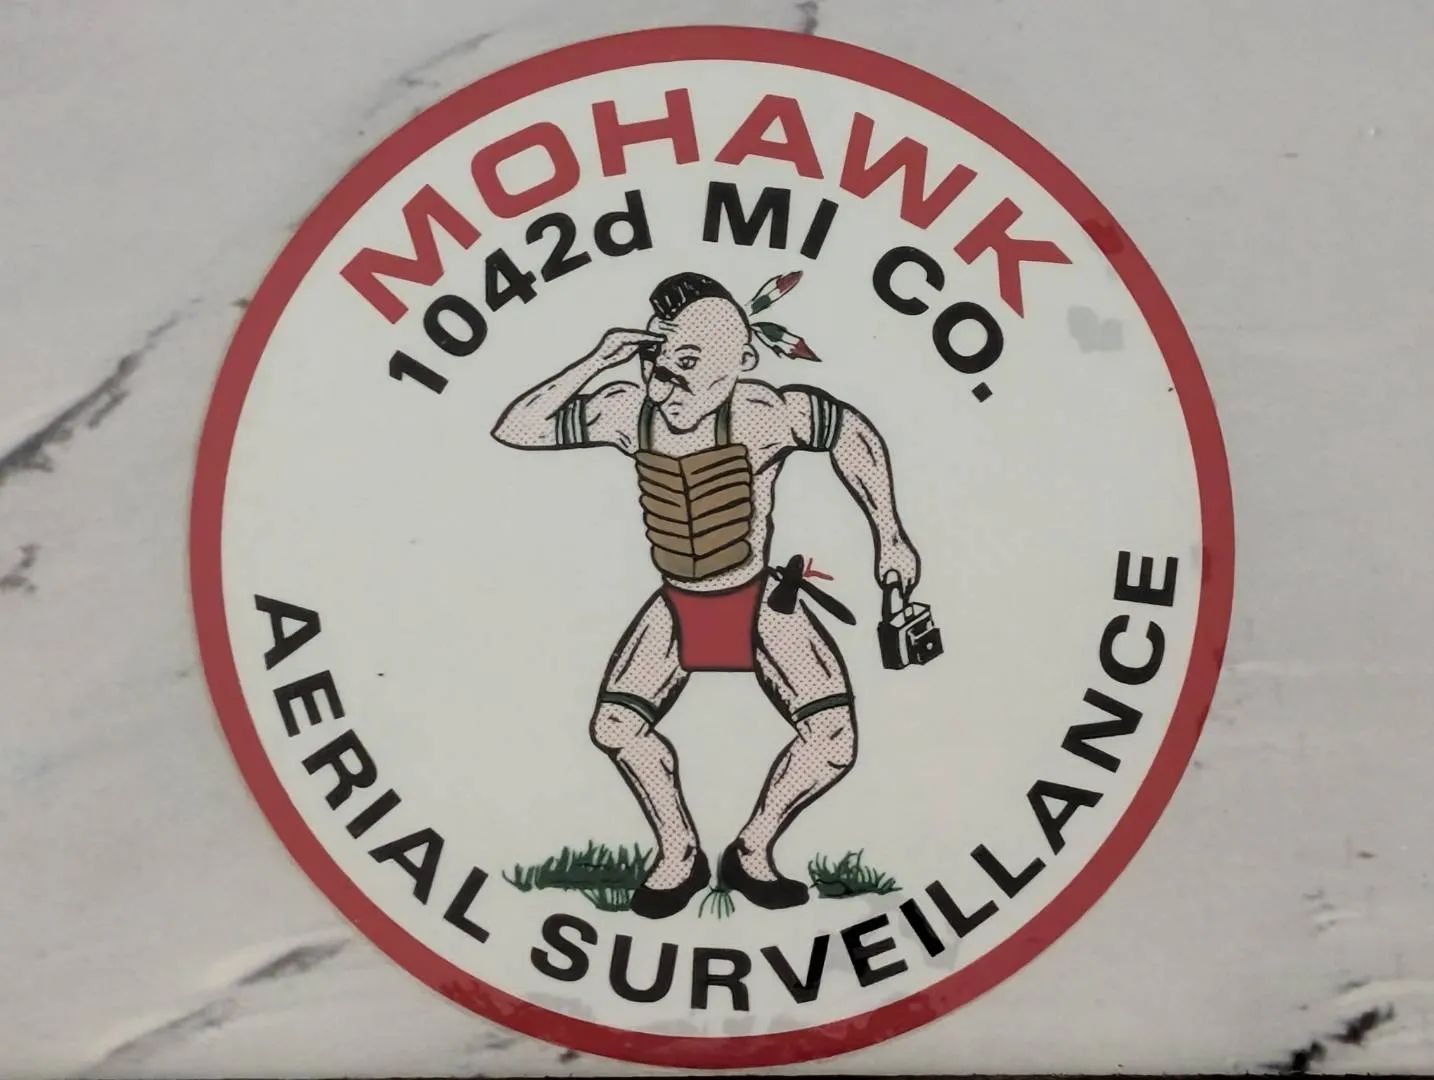 MOHAWK
1042d MI CO.
AERIAL SURVEILLANCE